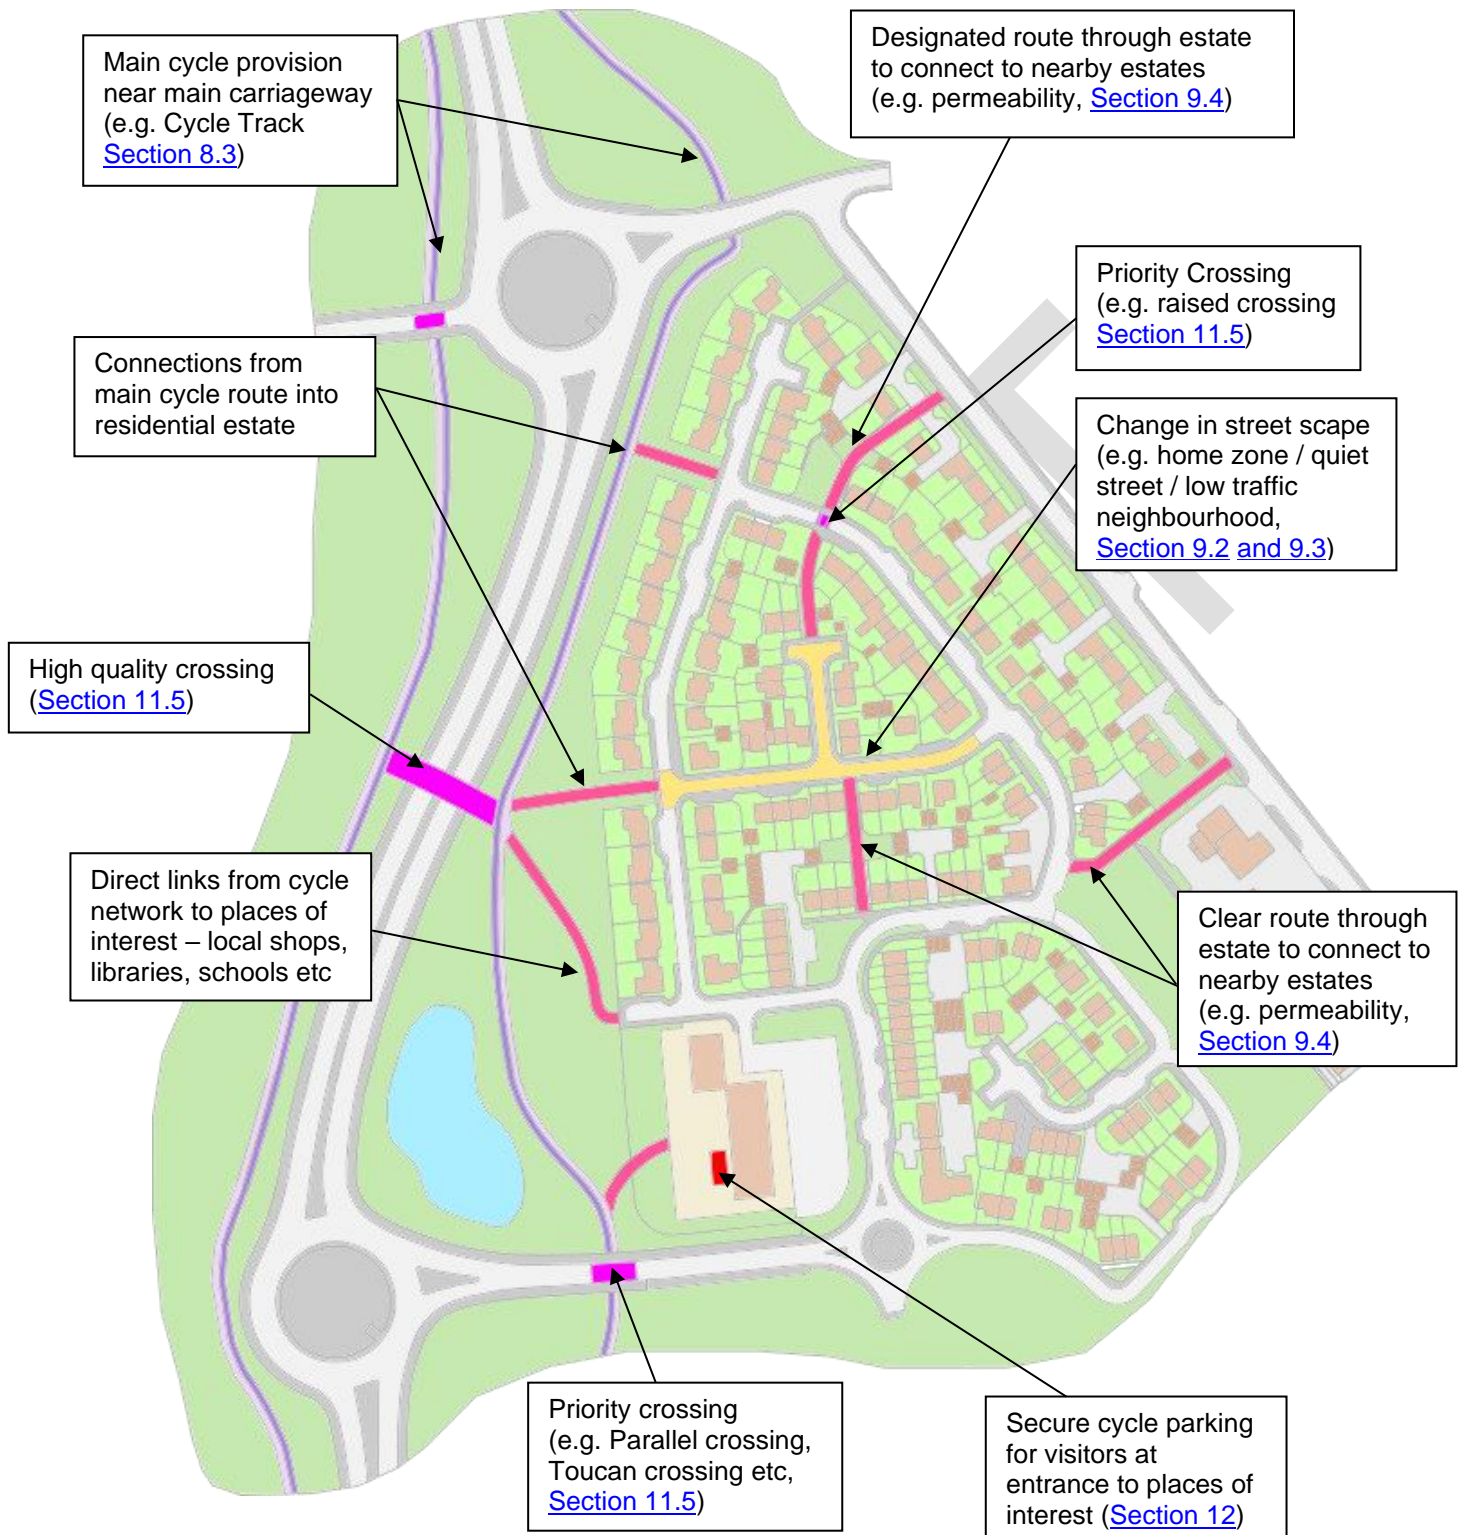 Main cycle provision
near main carriageway
(e.g. Cycle Track
Section 8.3)
Designated route through estate
to connect to nearby estates
(e.g. permeability, Section 9.4)
Priority Crossing
(e.g. raised crossing
Section 11.5)
Connections from
main cycle route into
residential estate
Change in street scape
(e.g. home zone / quiet
street / low traffic
neighbourhood,
Section 9.2 and 9.3)
High quality crossing
(Section 11.5)
Direct links from cycle
network to places of
interest – local shops,
libraries, schools etc
Clear route through
estate to connect to
nearby estates
(e.g. permeability,
Section 9.4)
Priority crossing
(e.g. Parallel crossing,
Toucan crossing etc,
Section 11.5)
Secure cycle parking
for visitors at
entrance to places of
interest (Section 12)